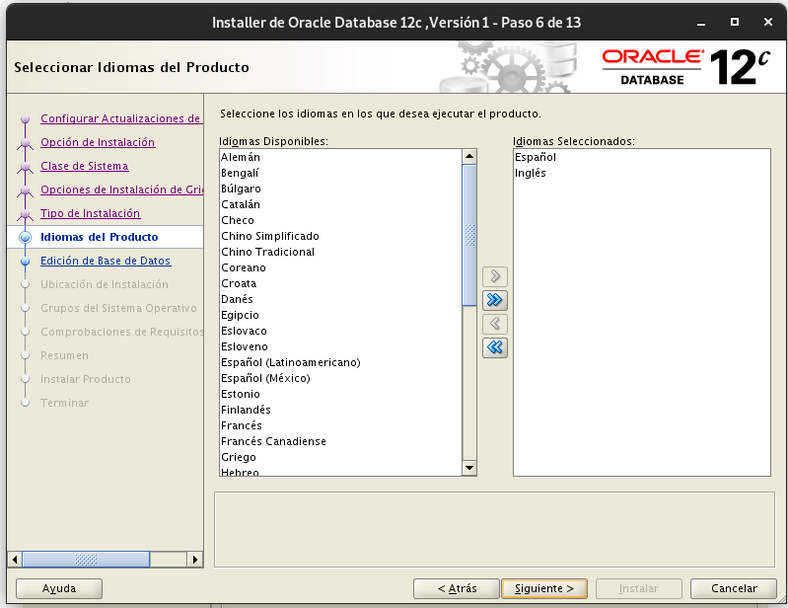 Installer de Oracle Database 12c ,Versión 1 - Paso 6 de 13
Seleccionar Idiomas del Producto
ORACLE®
DATABASE
12c
Configurar Actualizaciones de
Opción de Instalación
Clase de Sistema
Opciones de Instalación de Gri
Tipo de Instalación
Idiomas del Producto
Edición de Base de Datos
Ubicación de Instalación
Grupos del Sistema Operativo
Comprobaciones de Requisitos
Resumen
Instalar Producto
Terminar
Seleccione los idiomas en los que desea ejecutar el producto.
Idiomas Disponibles:
Alemán
Bengalí
Búlgaro
Catalán
Checo
Chino Simplificado
Chino Tradicional
Coreano
Croata
Danés
Egipcio
Eslovaco
Esloveno
Español (Latinoamericano)
Español (México)
Estonio
Finlandés
Francés
Francés Canadiense
Griego
Hebreo
Idiomas Seleccionados:
Español
Inglés
Ayuda
< Atrás
Siguiente >
Instalar
Cancelar